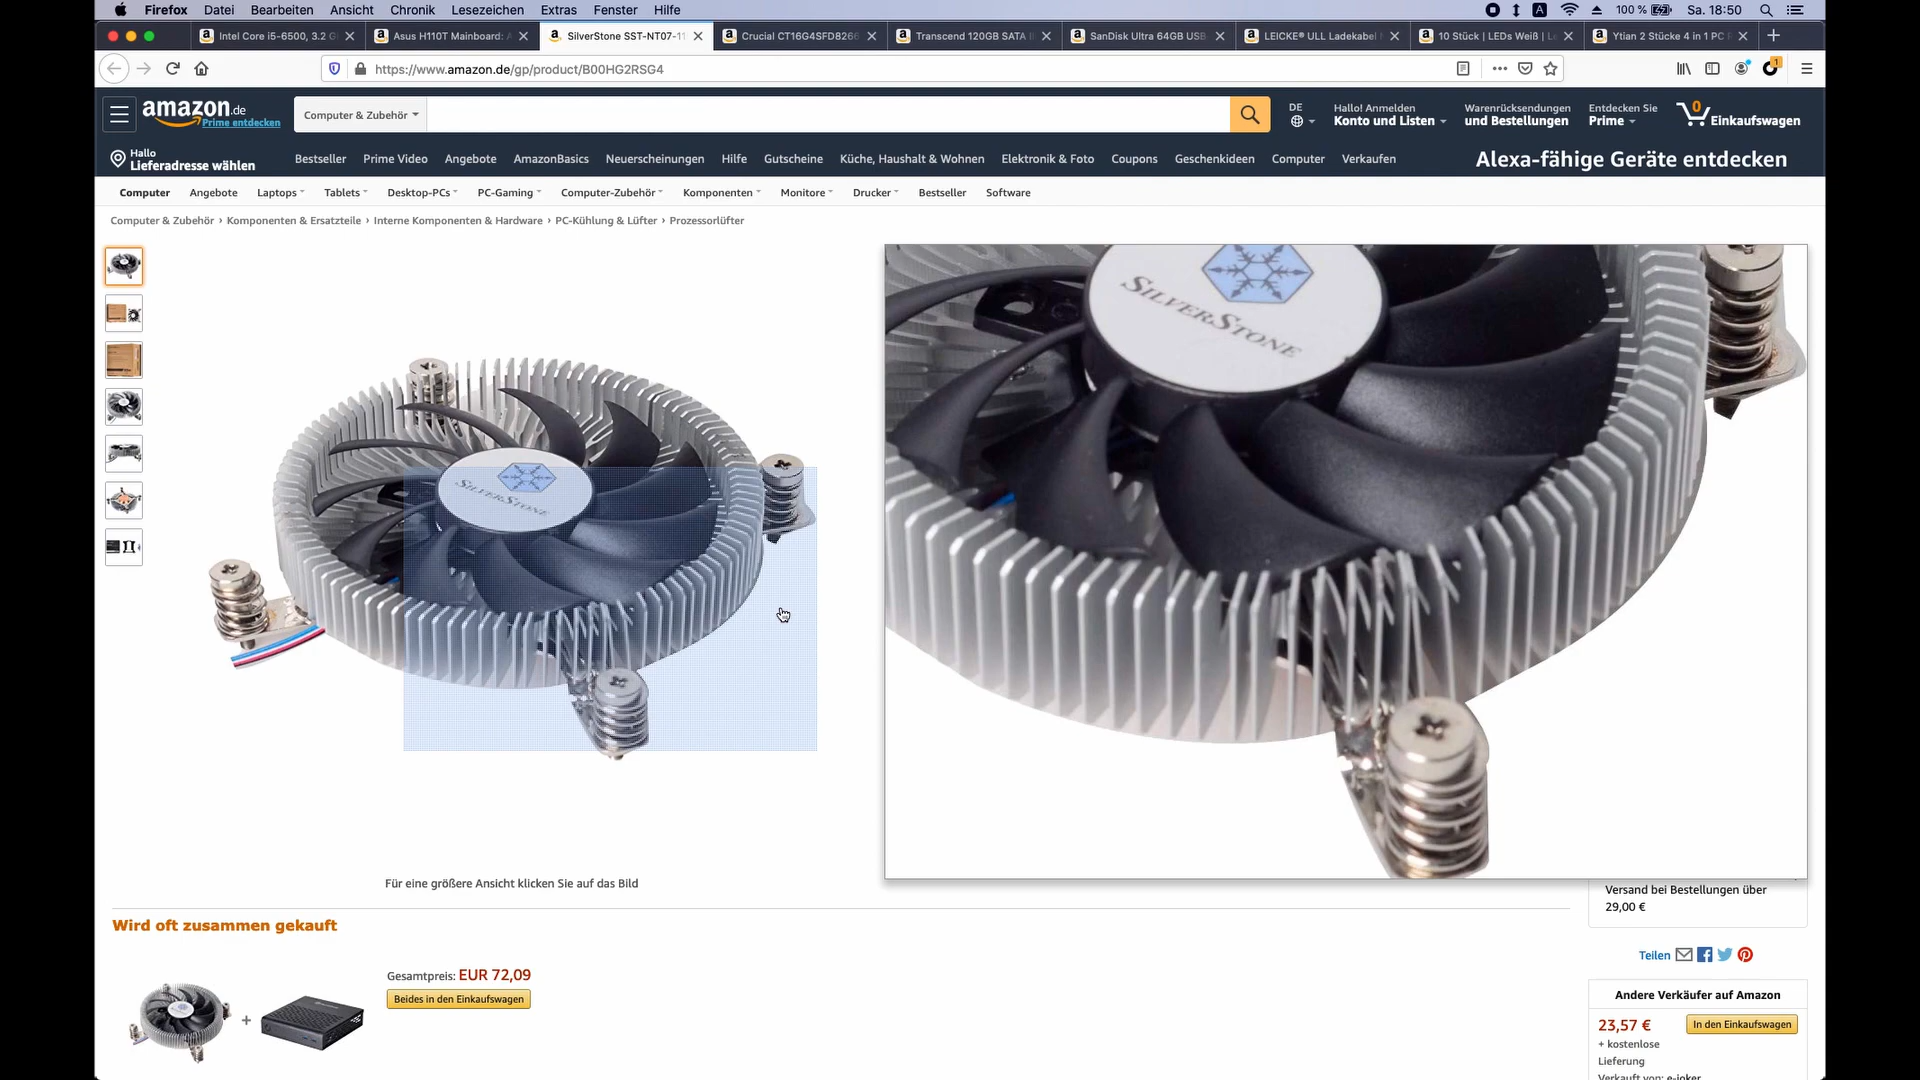 Firefox Datei Bearbeiten Ansicht Chronik Lesezeichen Extras Fenster Hilfe A 100 % Sa. 18:50
Intel Core i5-6500, 3.2 G
Asus H110T Mainboard: A
SilverStone SST-NT07-11
Crucial CT16G4SFD8266
Transcend 120GB SATA II
SanDisk Ultra 64GB USB
LEICKE® ULL Ladekabel
10 Stück | LEDs Weiß | L
Ytian 2 Stücke 4 in 1 PC
https://www.amazon.de/gp/product/B00HG2RSG4
1
amazon.de
Prime entdecken
Computer & Zubehör
DE
Hallo! Anmelden
Konto und Listen
Warenrücksendungen
und Bestellungen
Entdecken Sie
Prime
0
Einkaufswagen
Hallo
Lieferadresse wählen
Bestseller Prime Video Angebote AmazonBasics Neuerscheinungen Hilfe Gutscheine Küche, Haushalt & Wohnen Elektronik & Foto Coupons Geschenkideen Computer Verkaufen
Alexa-fähige Geräte entdecken
Computer Angebote Laptops Tablets Desktop-PCs PC-Gaming Computer-Zubehör Komponenten Monitore Drucker Bestseller Software
Computer & Zubehör › Komponenten & Ersatzteile › Interne Komponenten & Hardware › PC-Kühlung & Lüfter › Prozessorlüfter
SILVERSTONE
SILVERSTONE
Für eine größere Ansicht klicken Sie auf das Bild
Versand bei Bestellungen über
29,00 €
Wird oft zusammen gekauft
Teilen
Gesamtpreis: EUR 72,09
Beides in den Einkaufswagen
+
Andere Verkäufer auf Amazon
23,57 €
In den Einkaufswagen
+ kostenlose
Lieferung
Verkauft von: e-joker